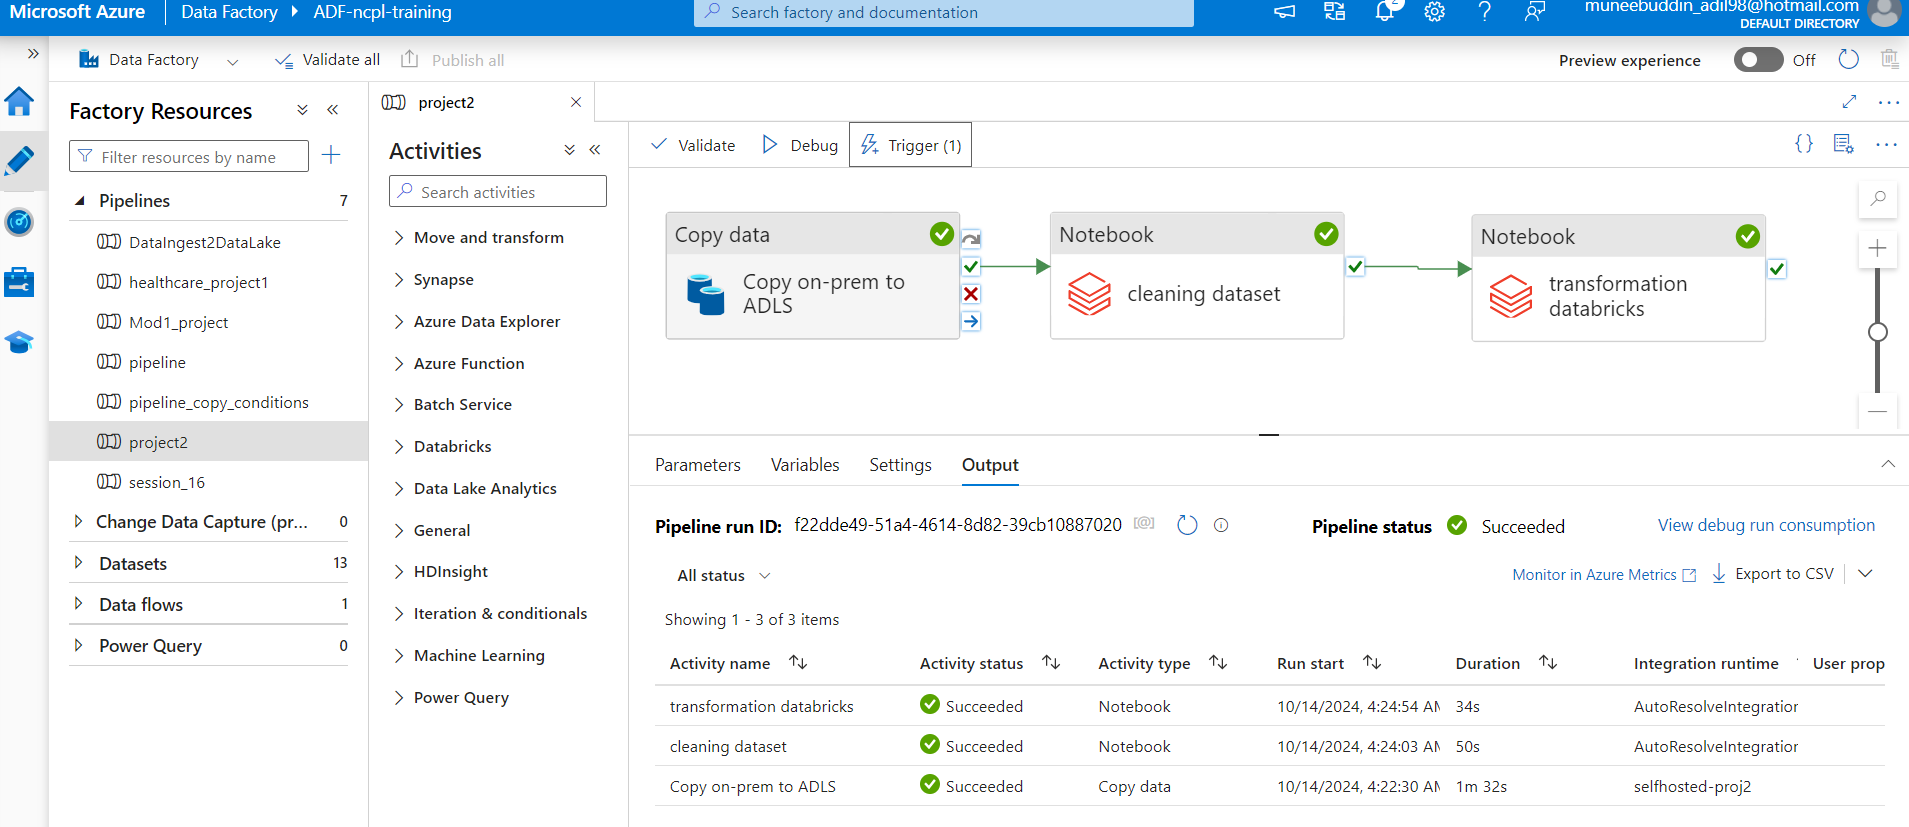 Microsoft Azure
Data Factory
ADF-ncpl-training
Search factory and documentation
2
muneebuddin_adil98@hotmail.com
DEFAULT DIRECTORY
Data Factory
Validate all
Publish all
Preview experience
Off
Factory Resources
Filter resources by name
Pipelines 7
DataIngest2DataLake
healthcare_project1
Mod1_project
pipeline
pipeline_copy_conditions
project2
session_16
Change Data Capture (pr... 0
Datasets 13
Data flows 1
Power Query 0
project2
Activities
Search activities
Move and transform
Synapse
Azure Data Explorer
Azure Function
Batch Service
Databricks
Data Lake Analytics
General
HDInsight
Iteration & conditionals
Machine Learning
Power Query
Validate
Debug
Trigger (1)
Copy data
Copy on-prem to
ADLS
Notebook
cleaning dataset
Notebook
transformation
databricks
Parameters
Variables
Settings
Output
Pipeline run ID: f22dde49-51a4-4614-8d82-39cb10887020
Pipeline status Succeeded
View debug run consumption
All status
Monitor in Azure Metrics
Export to CSV
Showing 1 - 3 of 3 items
Activity name Activity status Activity type Run start Duration Integration runtime User prop
transformation databricks Succeeded Notebook 10/14/2024, 4:24:54 AM 34s AutoResolveIntegration
cleaning dataset Succeeded Notebook 10/14/2024, 4:24:03 AM 50s AutoResolveIntegration
Copy on-prem to ADLS Succeeded Copy data 10/14/2024, 4:22:30 AM 1m 32s selfhosted-proj2